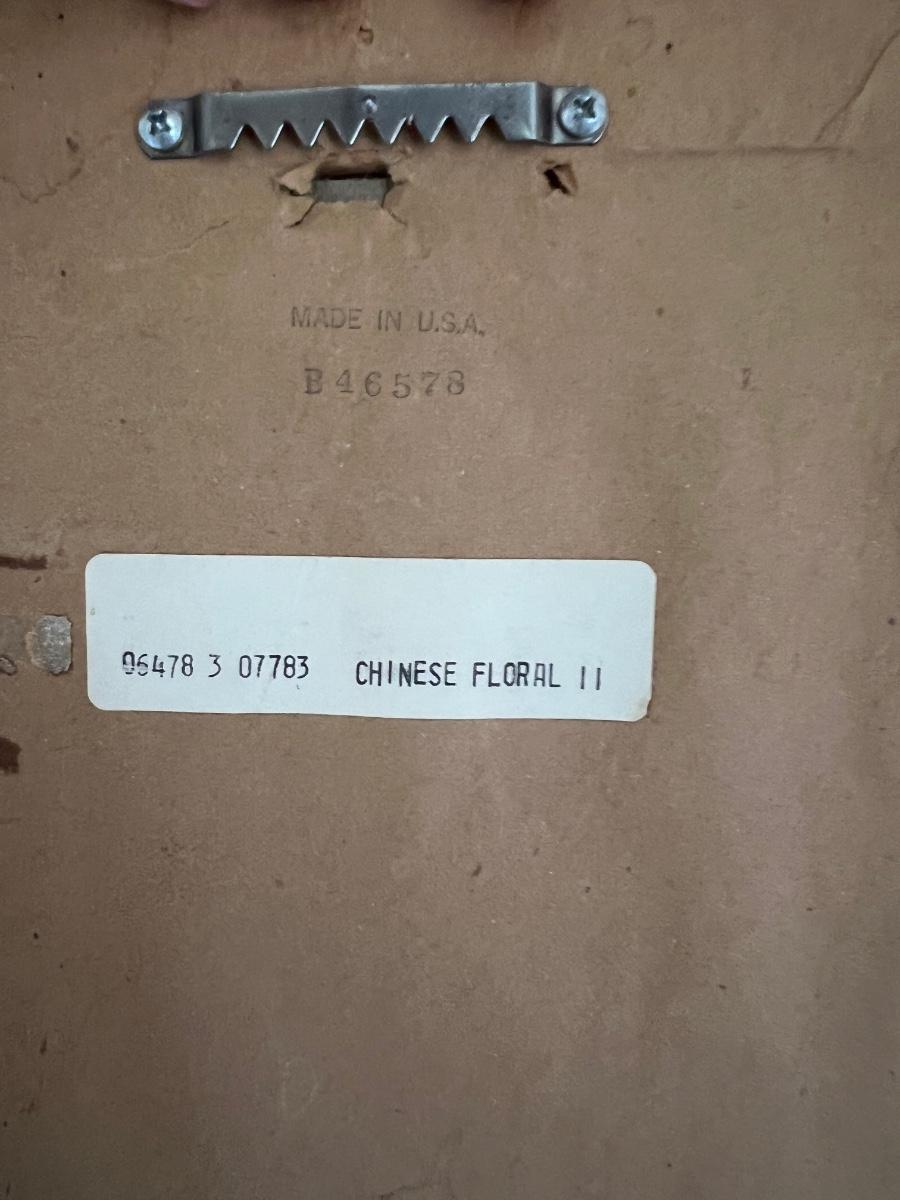 MADE IN U.S.A.
B46578
06478 3 07783 CHINESE FLORAL II